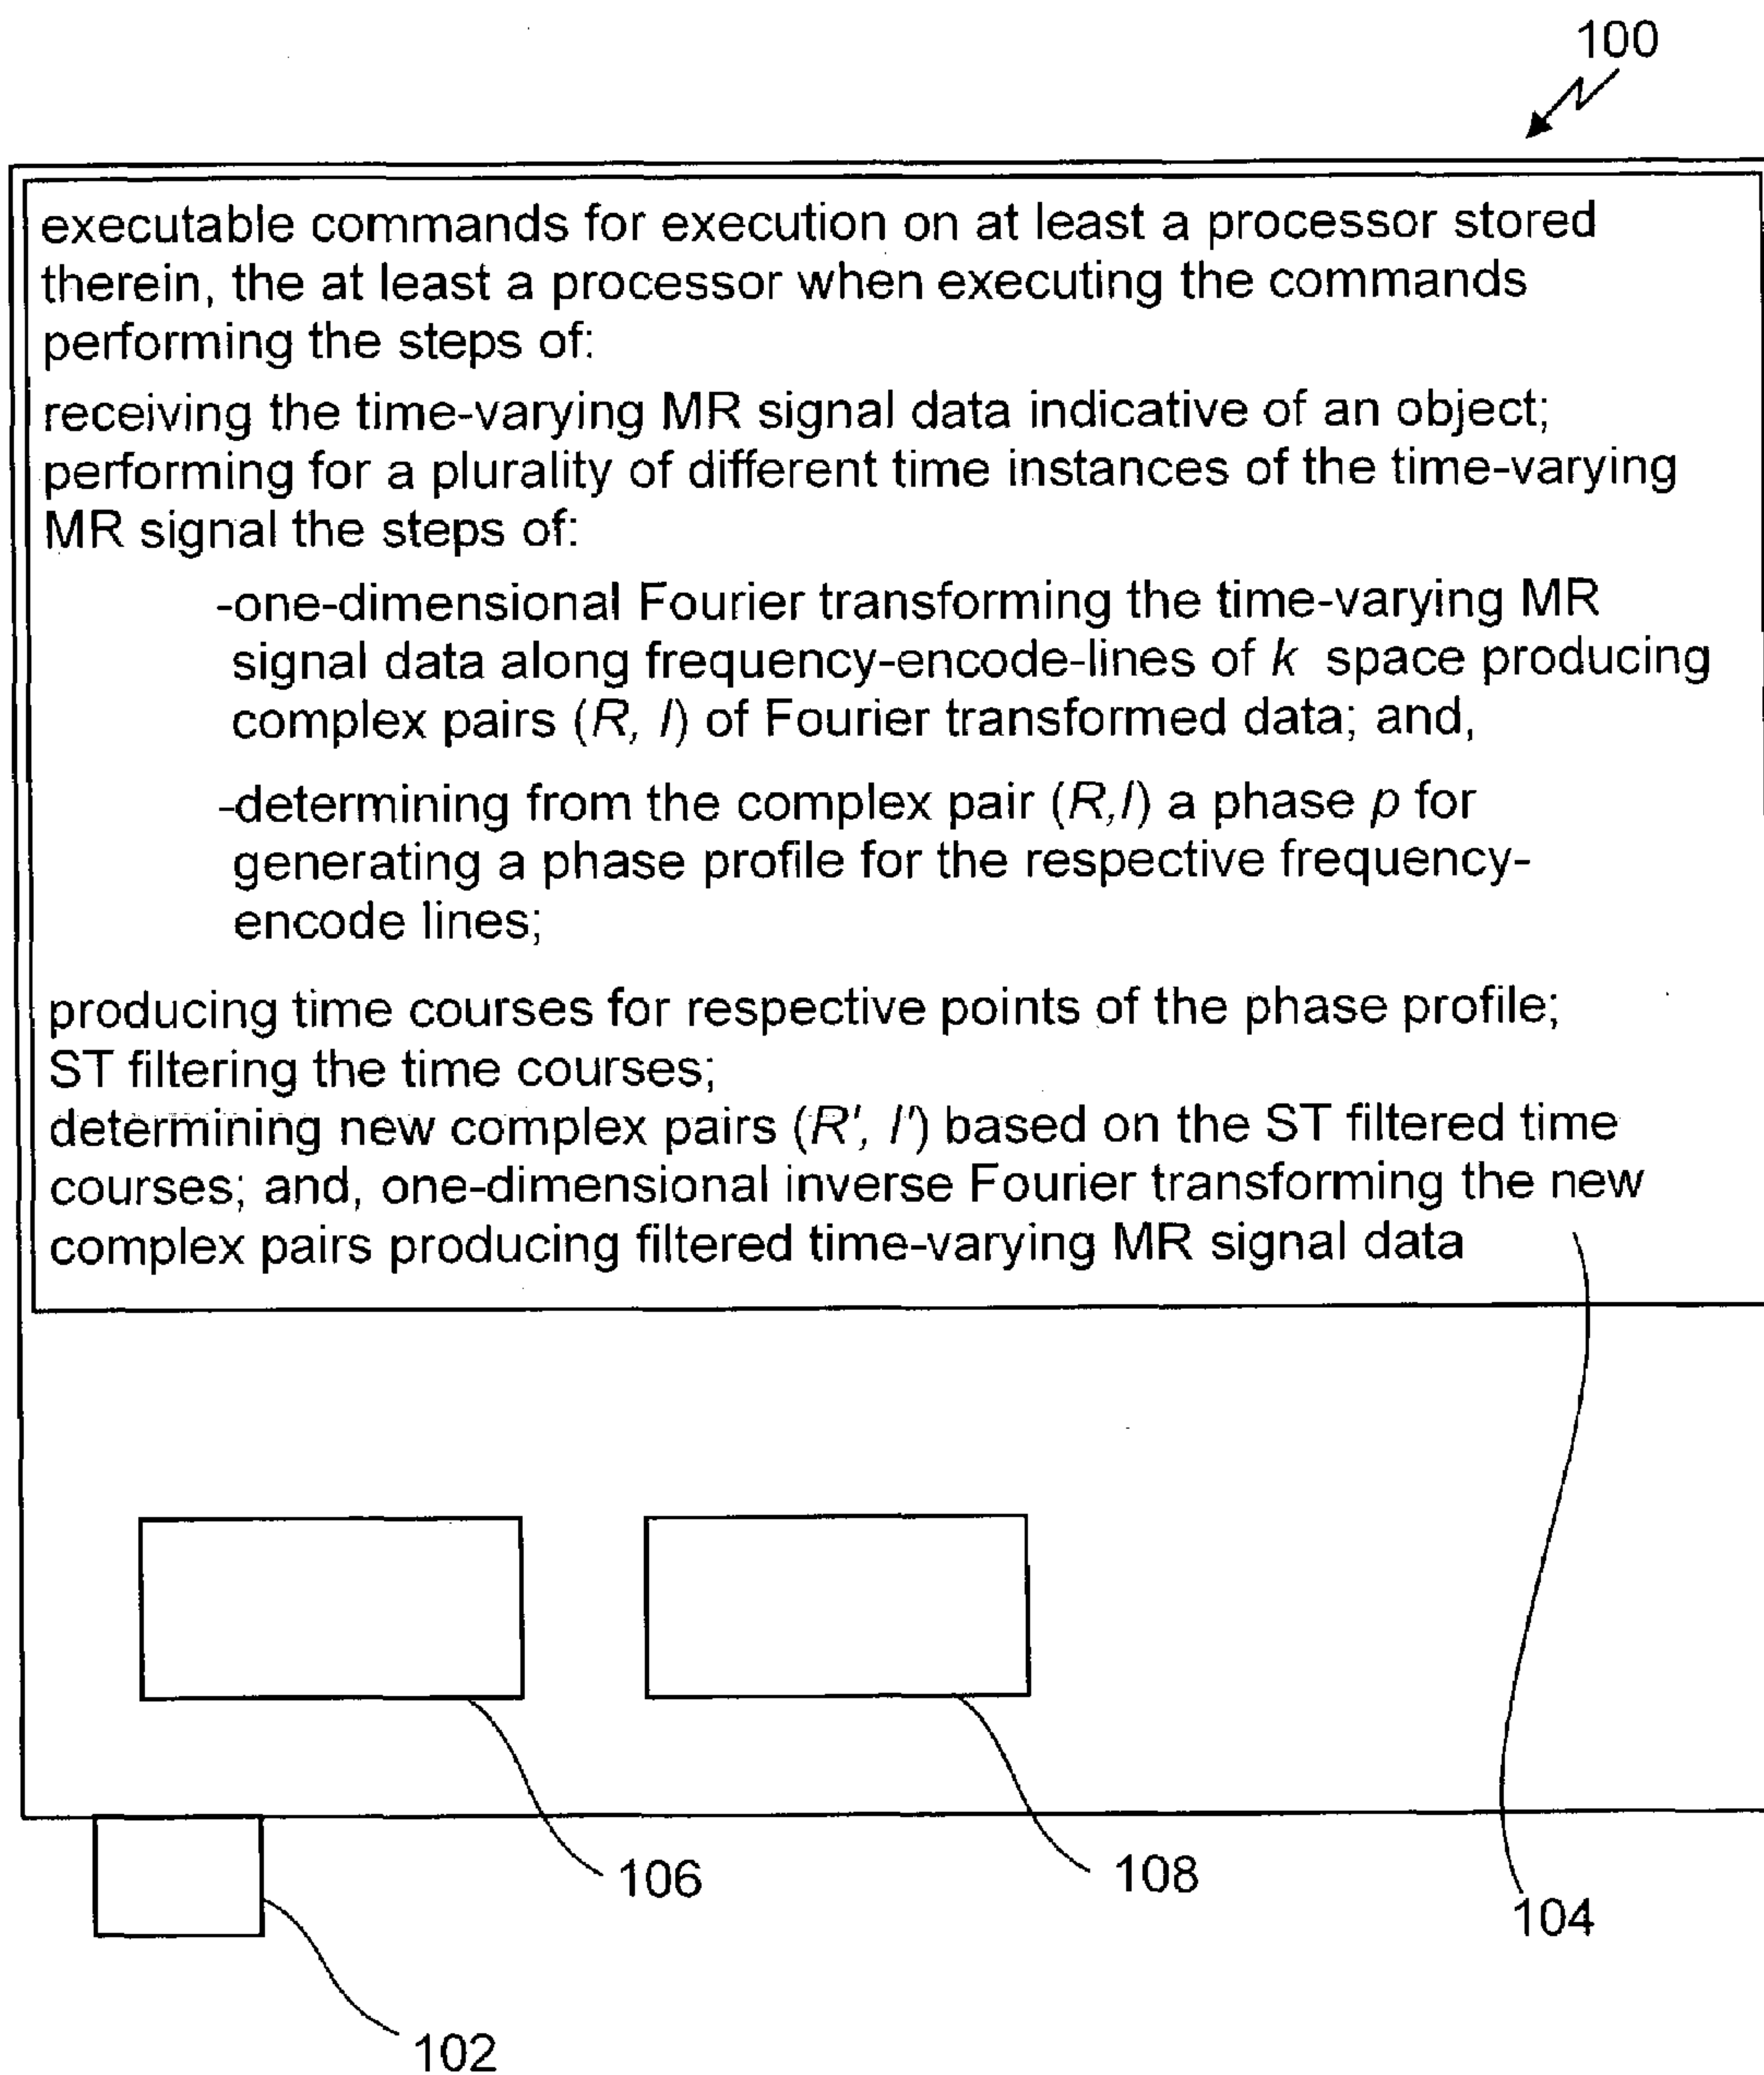 100
executable commands for execution on at least a processor stored
therein, the at least a processor when executing the commands
performing the steps of:
receiving the time-varying MR signal data indicative of an object;
performing for a plurality of different time instances of the time-varying
MR signal the steps of:
-one-dimensional Fourier transforming the time-varying MR
signal data along frequency-encode-lines of k space producing
complex pairs (R, I) of Fourier transformed data; and,
-determining from the complex pair (R,I) a phase p for
generating a phase profile for the respective frequency-
encode lines;
producing time courses for respective points of the phase profile;
ST filtering the time courses;
determining new complex pairs (R', I') based on the ST filtered time
courses; and, one-dimensional inverse Fourier transforming the new
complex pairs producing filtered time-varying MR signal data
106
108
104
102